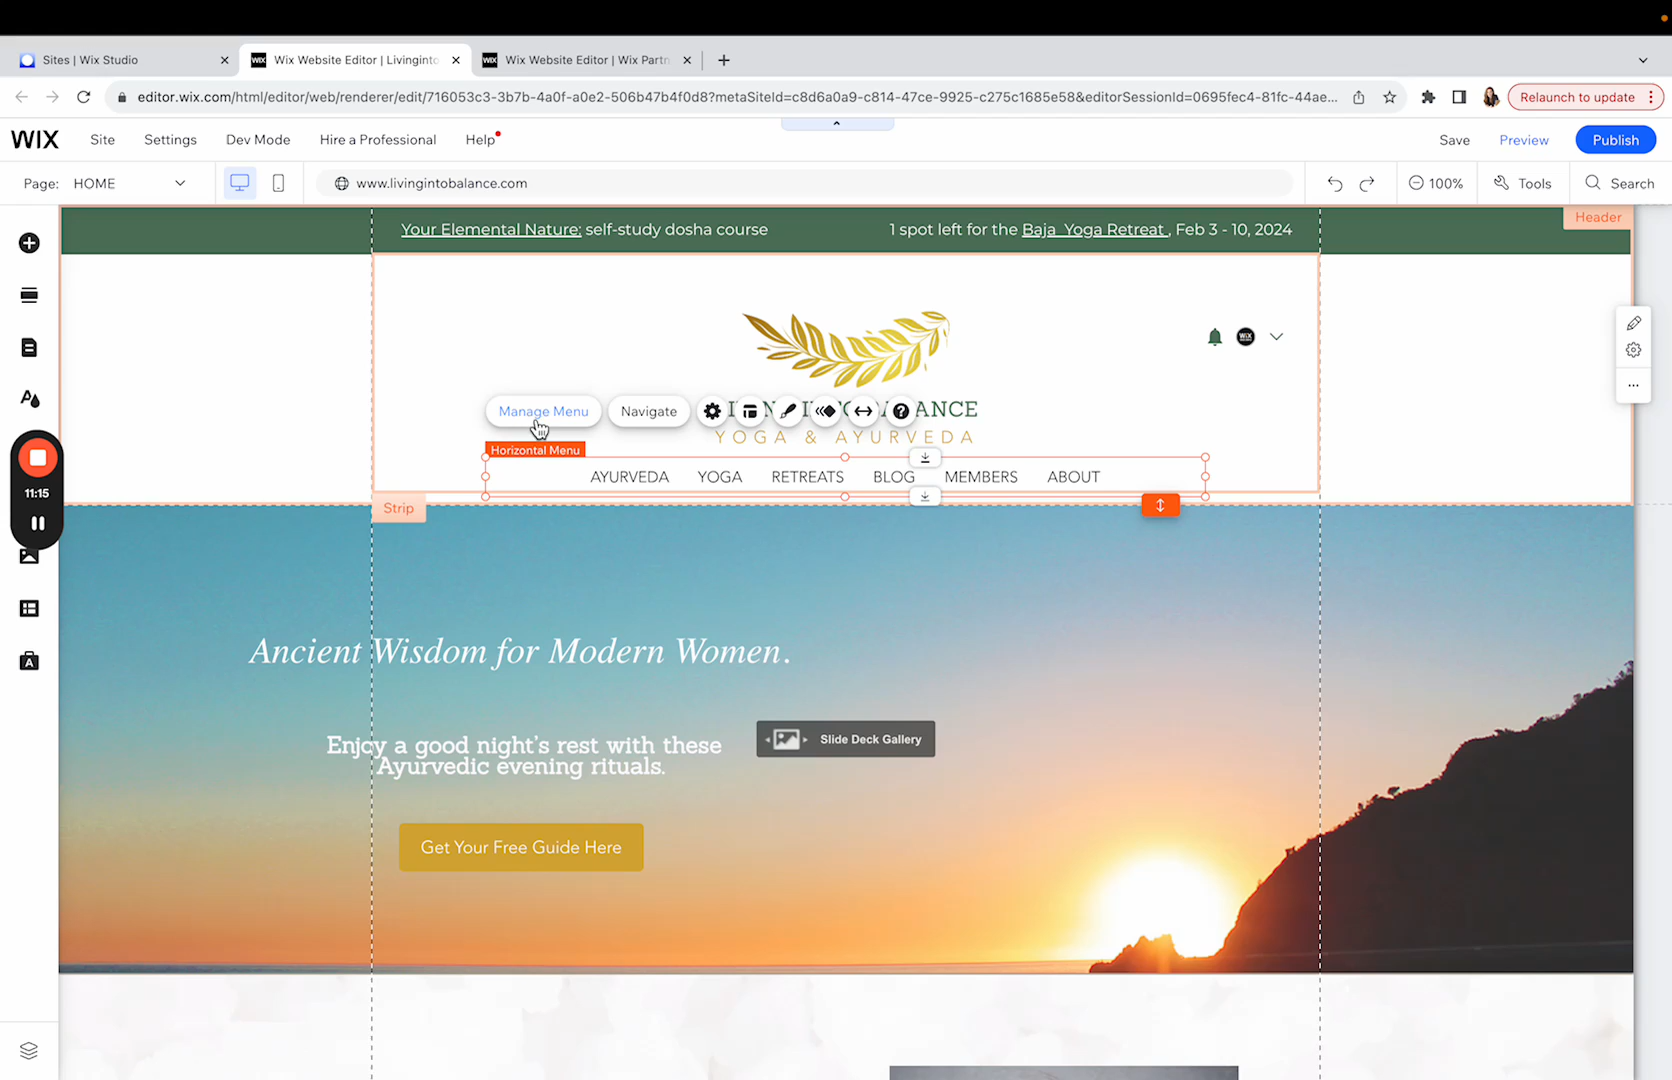 Sites | Wix Studio
Wix Website Editor | Livinginto
Wix Website Editor | Wix Partn
editor.wix.com/html/editor/web/renderer/edit/716053c3-3b7b-4a0f-a0e2-506b47b4f0d8?metaSiteId=c8d6a0a9-c814-47ce-9925-c275c1685e58&editorSessionId=0695fec4-81fc-44ae...
Relaunch to update
WIX
Site
Settings
Dev Mode
Hire a Professional
Help
Save
Preview
Publish
Page: HOME
www.livingintobalance.com
100%
Tools
Search
Your Elemental Nature: self-study dosha course
1 spot left for the Baja Yoga Retreat , Feb 3 - 10, 2024
Header
Manage Menu
Navigate
ANCE
YOGA & AYURVEDA
Horizontal Menu
AYURVEDA
YOGA
RETREATS
BLOG
MEMBERS
ABOUT
11:15
Strip
Ancient Wisdom for Modern Women.
Enjoy a good night's rest with these
Ayurvedic evening rituals.
Slide Deck Gallery
Get Your Free Guide Here